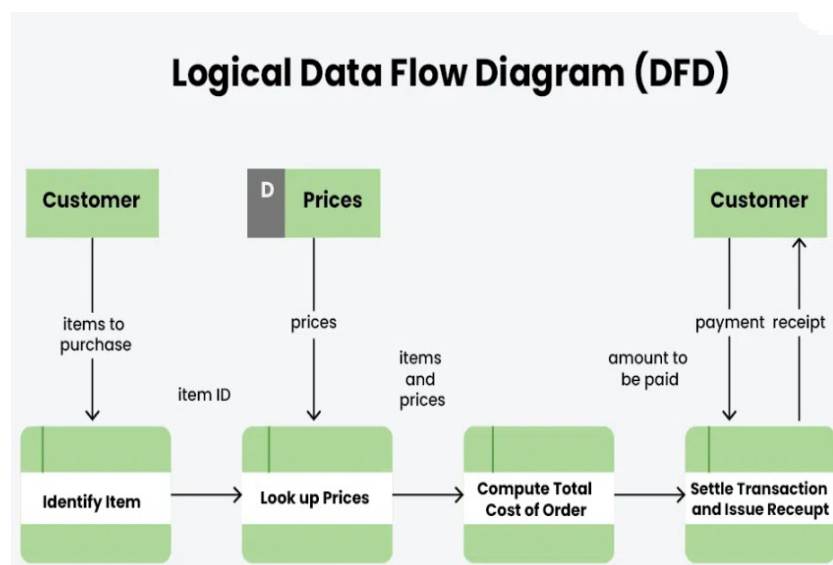 Logical Data Flow Diagram (DFD)
Customer
D
Prices
Customer
items to
purchase
prices
payment
receipt
item ID
items
and
prices
amount to
be paid
Identify Item
Look up Prices
Compute Total
Cost of Order
Settle Transaction
and Issue Recupt